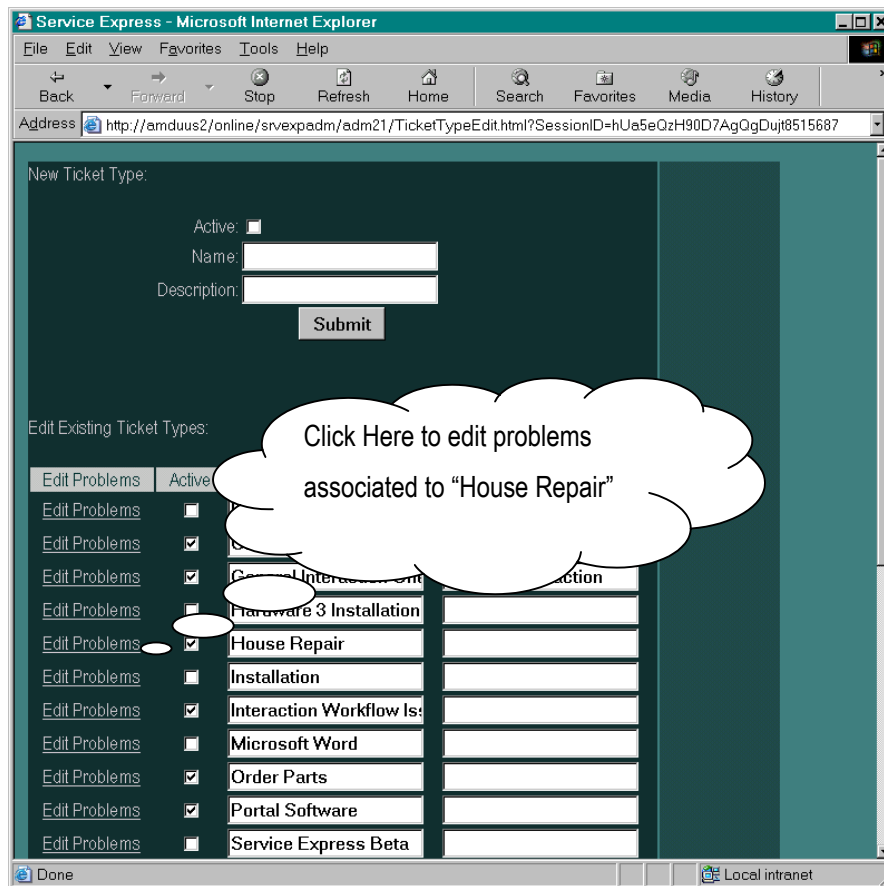 Service Express - Microsoft Internet Explorer
File Edit View Favorites Tools Help
Back Forward Stop Refresh Home Search Favorites Media History
Address http://amduus2/online/srvexpadm/adm21/TicketTypeEdit.html?SessionID=hUa5eQzH90D7AgQgDujt8515687
New Ticket Type:
Active:
Name:
Description:
Submit
Click Here to edit problems
associated to “House Repair”
Edit Existing Ticket Types:
Edit Problems Active
Edit Problems
Edit Problems
Edit Problems General Interaction
Edit Problems Hardware 3 Installation
Edit Problems House Repair
Edit Problems Installation
Edit Problems Interaction Workflow Is
Edit Problems Microsoft Word
Edit Problems Order Parts
Edit Problems Portal Software
Edit Problems Service Express Beta
Done Local intranet